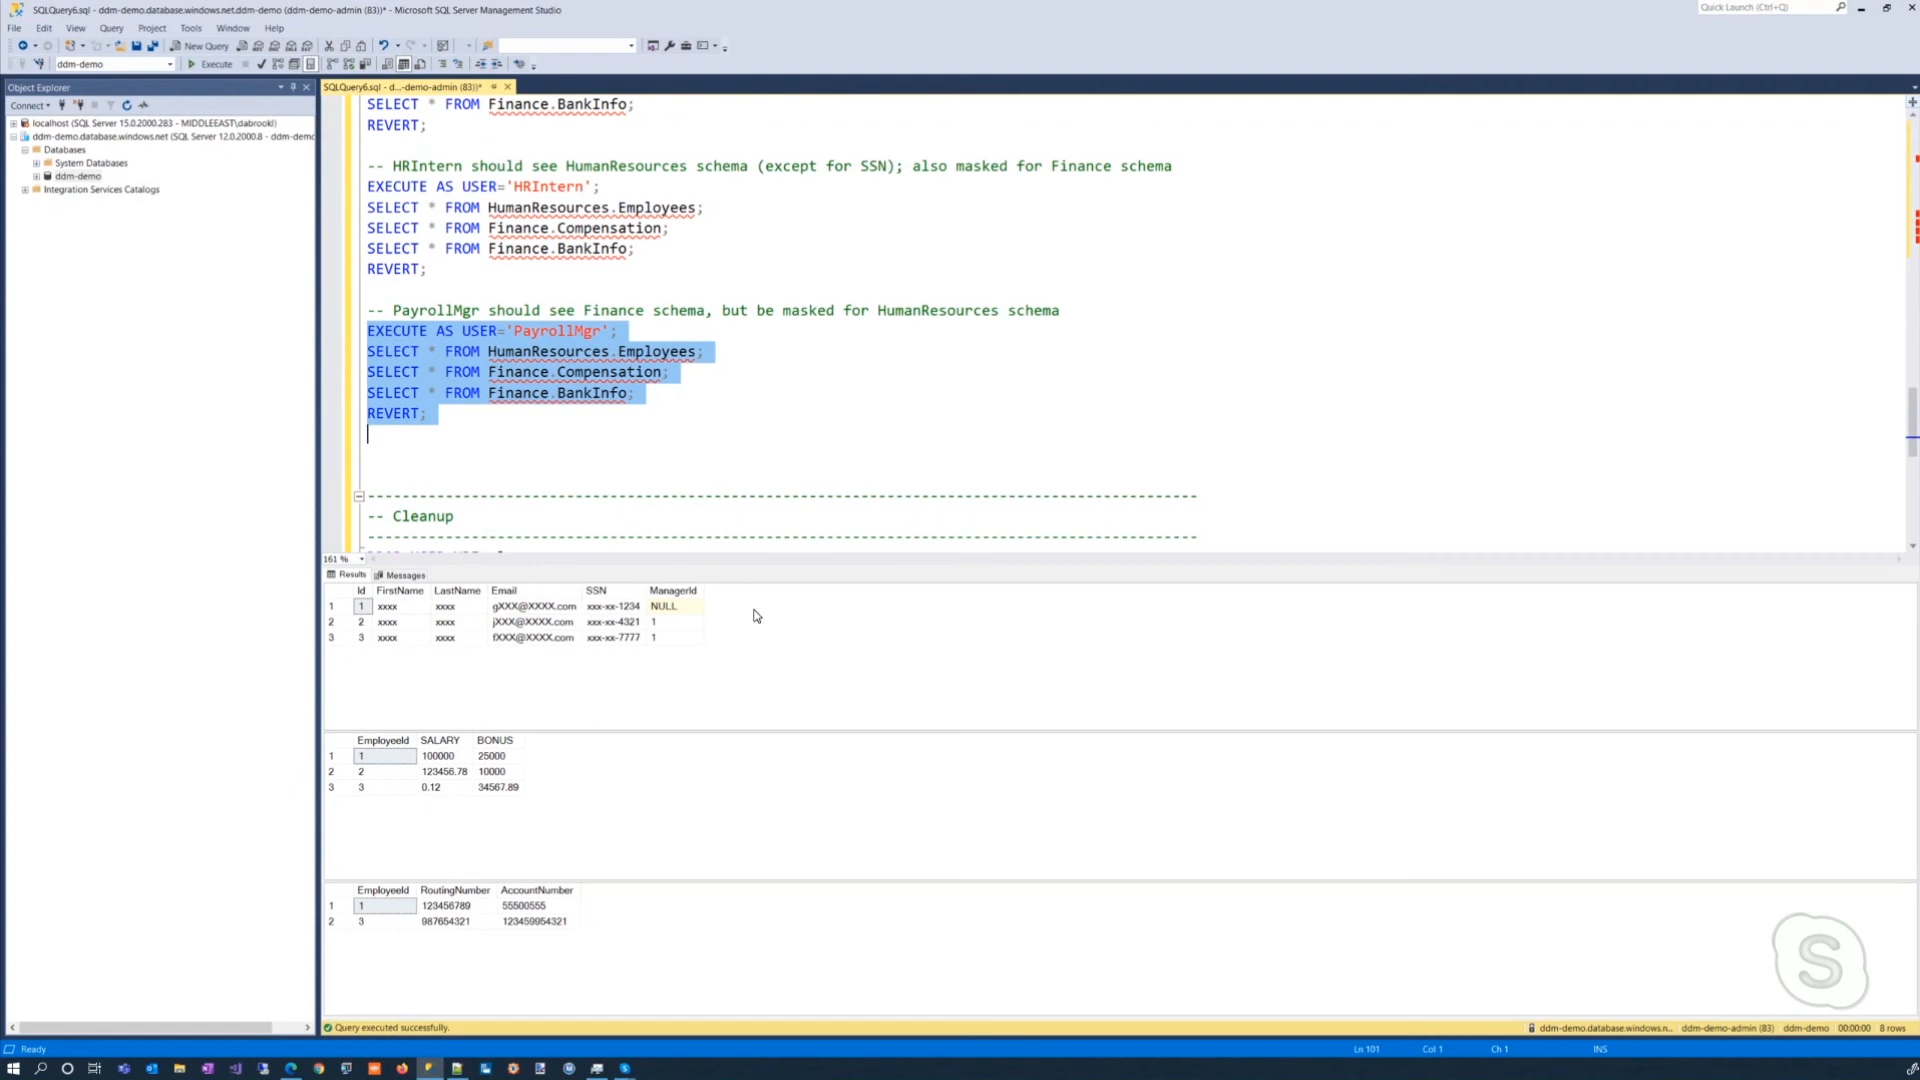 SQLQuery6.sql - ddm-demo.database.windows.net.ddm-demo (ddm-demo-admin (83))* - Microsoft SQL Server Management Studio
Quick Launch (Ctrl+Q)
File Edit View Query Project Tools Window Help
New Query
ddm-demo Execute
Object Explorer
SQLQuery6.sql - d...-demo-admin (83))*
Connect
localhost (SQL Server 15.0.2000.283 - MIDDLEEAST\dabrookl)
ddm-demo.database.windows.net (SQL Server 12.0.2000.8 - ddm-demo
Databases
System Databases
ddm-demo
Integration Services Catalogs
SELECT * FROM Finance.BankInfo;
REVERT;
-- HRIntern should see HumanResources schema (except for SSN); also masked for Finance schema
EXECUTE AS USER='HRIntern';
SELECT * FROM HumanResources.Employees;
SELECT * FROM Finance.Compensation;
SELECT * FROM Finance.BankInfo;
REVERT;
-- PayrollMgr should see Finance schema, but be masked for HumanResources schema
EXECUTE AS USER='PayrollMgr';
SELECT * FROM HumanResources.Employees;
SELECT * FROM Finance.Compensation;
SELECT * FROM Finance.BankInfo;
REVERT;
-- Cleanup
161 %
Results Messages
Id FirstName LastName Email SSN ManagerId
1 1 xxxx xxxx gXXX@XXXX.com xxx-xx-1234 NULL
2 2 xxxx xxxx jXXX@XXXX.com xxx-xx-4321 1
3 3 xxxx xxxx fXXX@XXXX.com xxx-xx-7777 1
EmployeeId SALARY BONUS
1 1 100000 25000
2 2 123456.78 10000
3 3 0.12 34567.89
EmployeeId RoutingNumber AccountNumber
1 1 123456789 55500555
2 3 987654321 123459954321
Query executed successfully.
ddm-demo.database.windows.n... ddm-demo-admin (83) ddm-demo 00:00:00 8 rows
Ready Ln 101 Col 1 Ch 1 INS